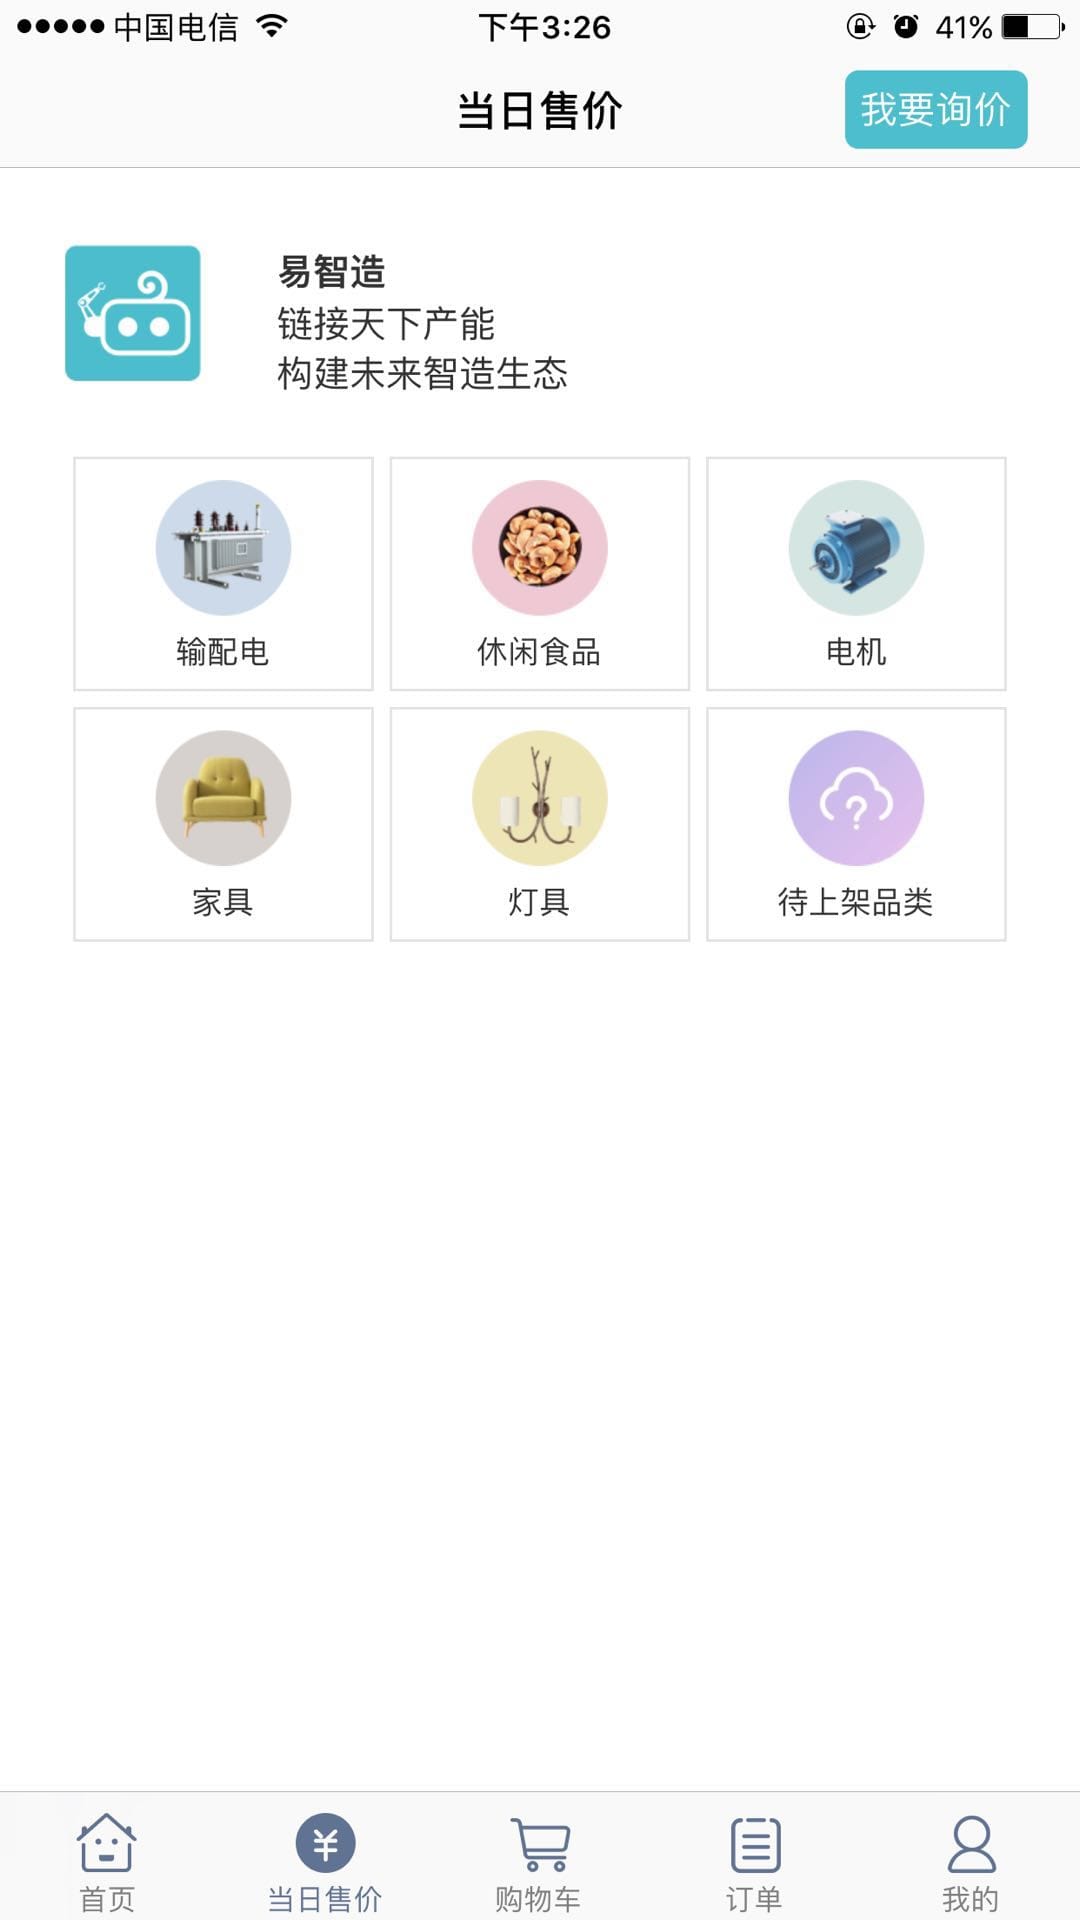 中国电信
下午3:26
41%
当日售价
我要询价
易智造
链接天下产能
构建未来智造生态
输配电
休闲食品
电机
家具
灯具
待上架品类
首页
当日售价
购物车
订单
我的